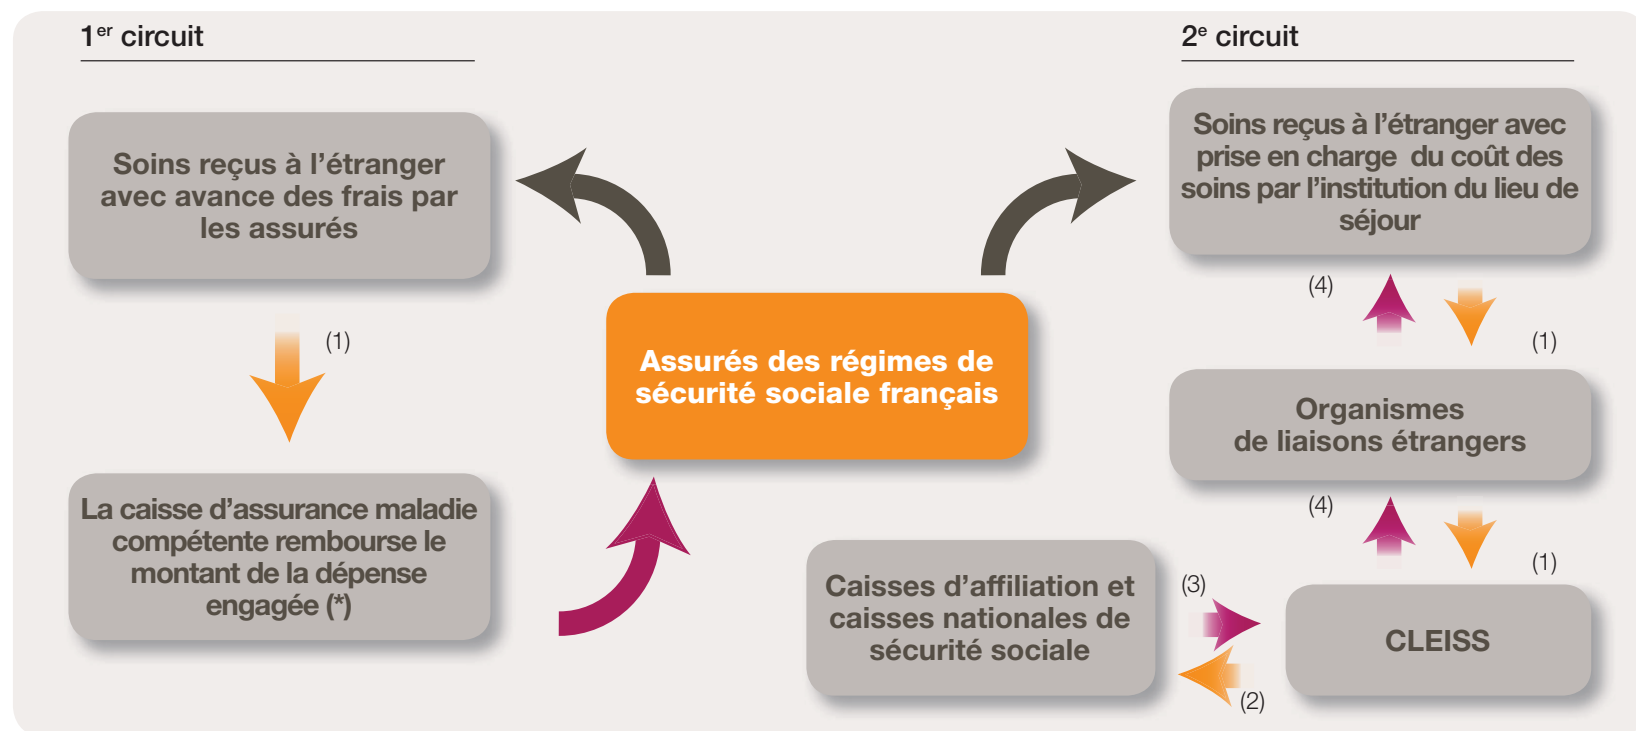 1er circuit
Soins reçus à l’étranger
avec avance des frais par
les assurés
(1)
La caisse d’assurance maladie
compétente rembourse le
montant de la dépense
engagée (*)
Assurés des régimes de
sécurité sociale français
2e circuit
Soins reçus à l’étranger avec
prise en charge du coût des
soins par l’institution du lieu de
séjour
(4)
(1)
Organismes
de liaisons étrangers
(4)
(1)
Caisses d’affiliation et
caisses nationales de
sécurité sociale
(3)
(2)
CLEISS